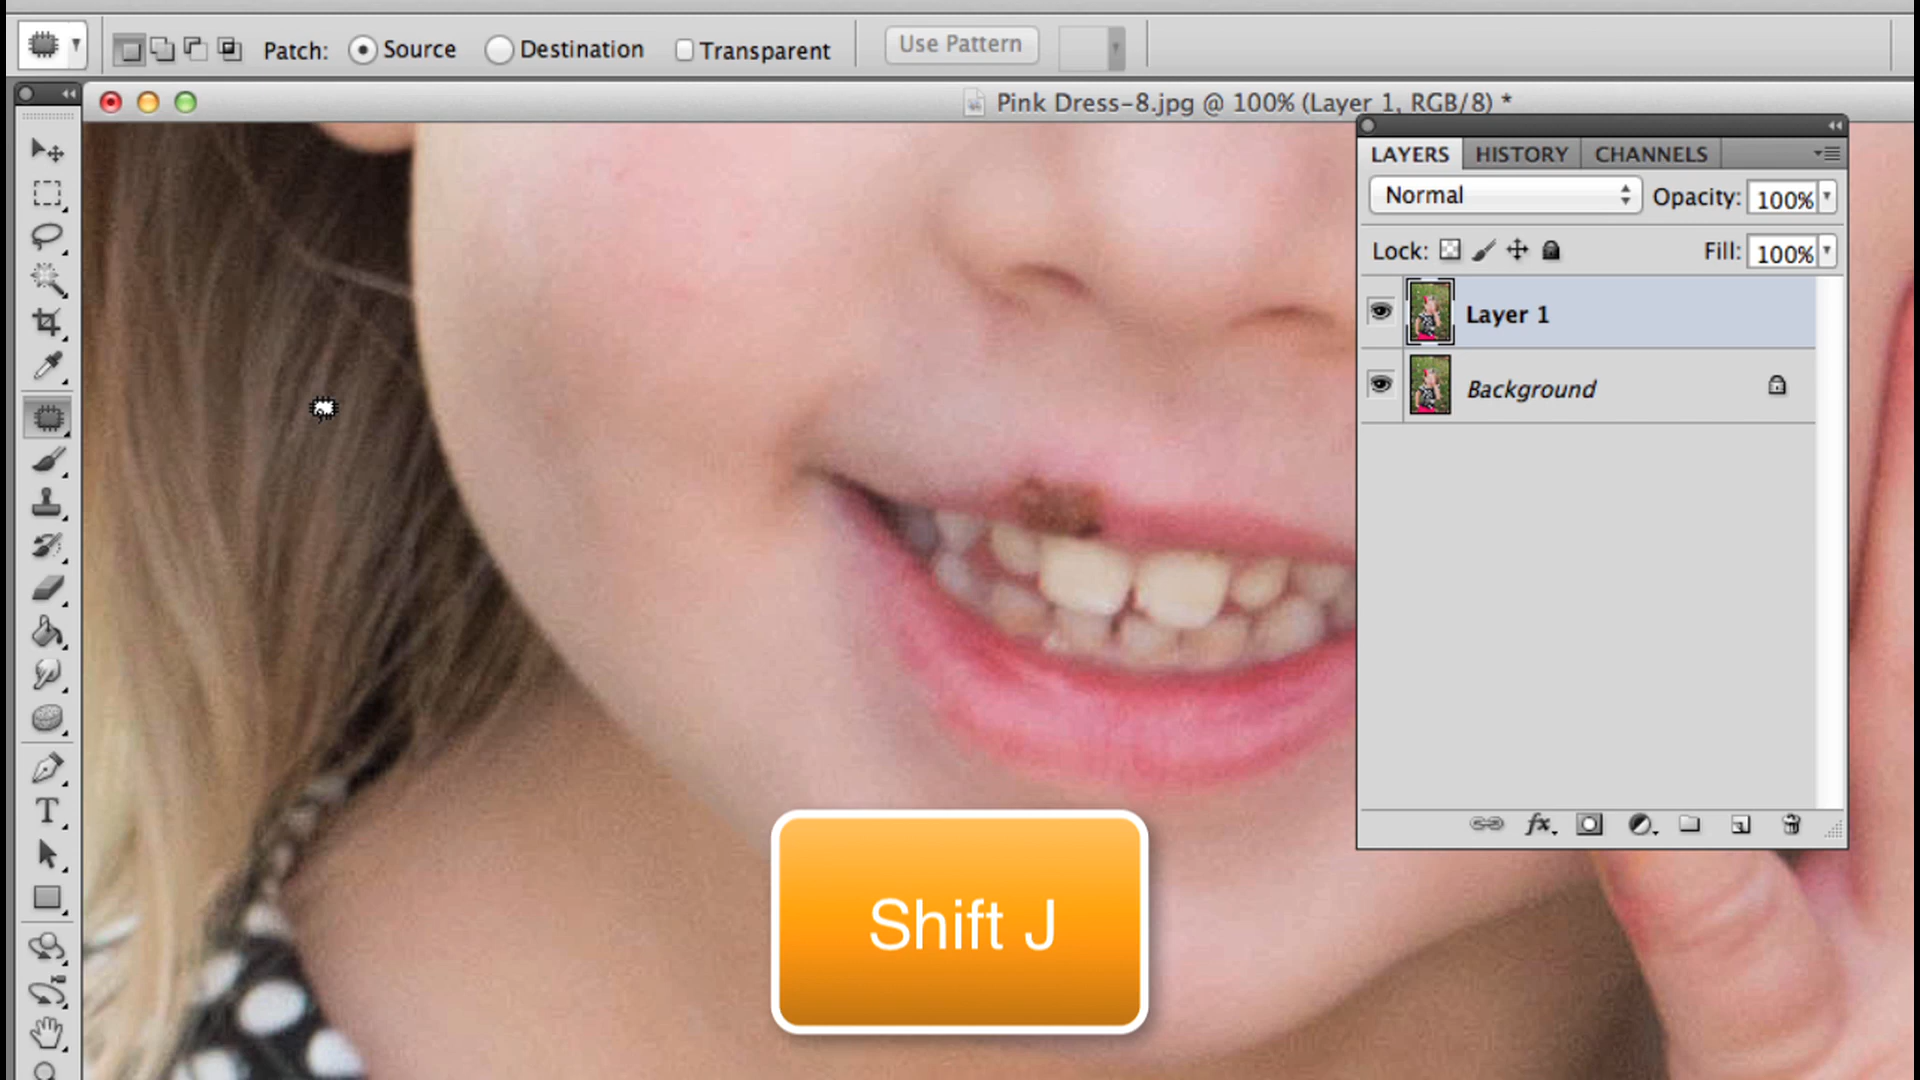 Patch: Source Destination Transparent Use Pattern
Pink Dress-8.jpg @ 100% (Layer 1, RGB/8) *
LAYERS HISTORY CHANNELS
Normal Opacity: 100%
Lock: Fill: 100%
Layer 1
Background
Shift J